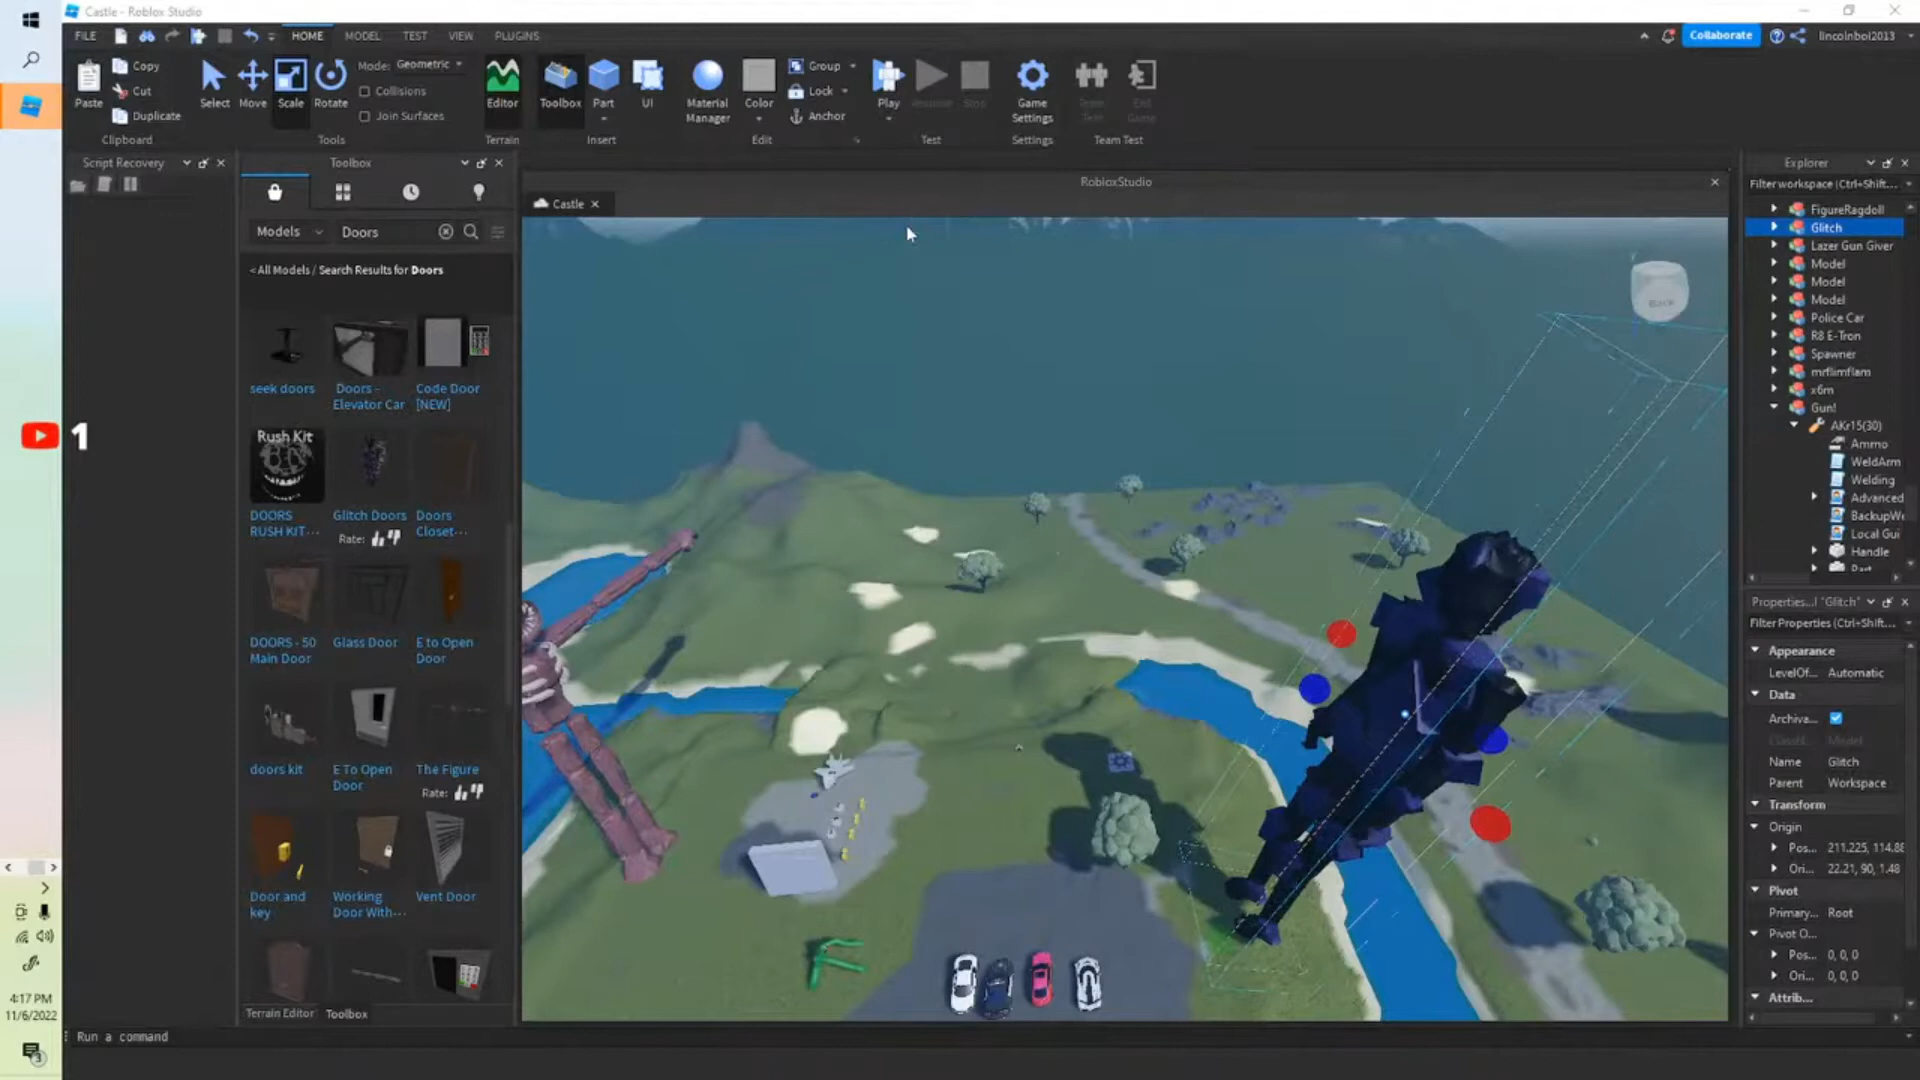 Castle - Roblox Studio
FILE
HOME
MODEL
TEST
VIEW
PLUGINS
Collaborate
lincolnboi2013
Paste
Copy
Cut
Duplicate
Clipboard
Select
Move
Scale
Rotate
Mode: Geometric
Collisions
Join Surfaces
Tools
Editor
Terrain
Toolbox
Part
UI
Insert
Material
Manager
Color
Group
Lock
Anchor
Edit
Play
Stop
Test
Game
Settings
Settings
Team Test
Script Recovery
Toolbox
RobloxStudio
Explorer
Filter workspace (Ctrl+Shift...
Castle
Models
Doors
< All Models / Search Results for Doors
seek doors
Doors -
Elevator Car
Code Door
[NEW]
Rush Kit
DOORS
RUSH KIT···
Glitch Doors
Rate:
Doors
Closet···
DOORS - 50
Main Door
Glass Door
E to Open
Door
doors kit
E To Open
Door
The Figure
Rate:
Door and
key
Working
Door With···
Vent Door
Terrain Editor
Toolbox
Run a command
BACK
FigureRagdoll
Glitch
Lazer Gun Giver
Model
Model
Model
Police Car
R8 E-Tron
Spawner
mrflimflam
x6m
Gun!
AKr15(30)
Ammo
WeldArm
Welding
Advanced
BackupWe
Local Gui
Handle
Properties...l "Glitch"
Filter Properties (Ctrl+Shift...
Appearance
LevelOf... Automatic
Data
Archiva...
Name Glitch
Parent Workspace
Transform
Origin
Pos... 211.225, 114.88
Ori... 22.21, 90, 1.48
Pivot
Primary... Root
Pivot O...
Pos... 0, 0, 0
Ori... 0, 0, 0
Attrib...
1
4:17 PM
11/6/2022
3